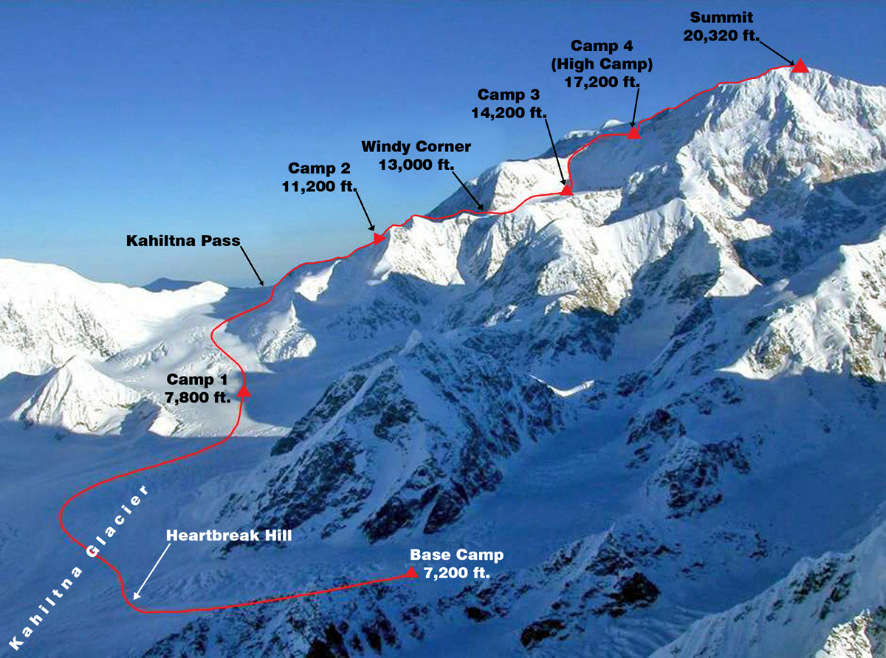 Summit
20,320 ft.
Camp 4
(High Camp)
17,200 ft.
Camp 3
14,200 ft.
Windy Corner
13,000 ft.
Camp 2
11,200 ft.
Kahiltna Pass
Camp 1
7,800 ft.
Kahiltna Glacier
Heartbreak Hill
Base Camp
7,200 ft.